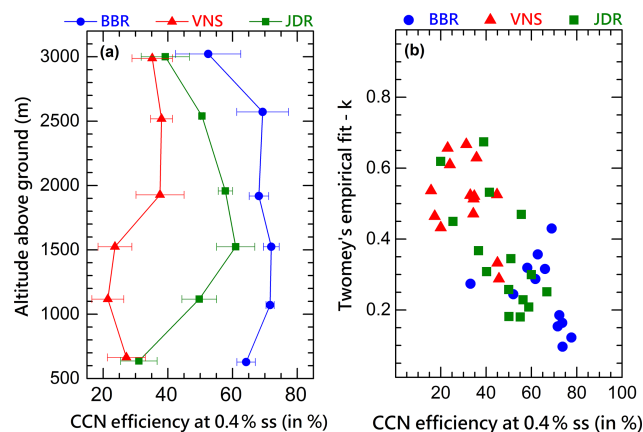 BBR VNS JDR
BBR VNS JDR
(a)
(b)
3000
2500
2000
1500
1000
500
Altitude above ground (m)
20 40 60 80
CCN efficiency at 0.4% ss (in %)
0.8
0.6
0.4
0.2
Twomey's empirical fit - k
0 20 40 60 80 100
CCN efficiency at 0.4% ss (in %)